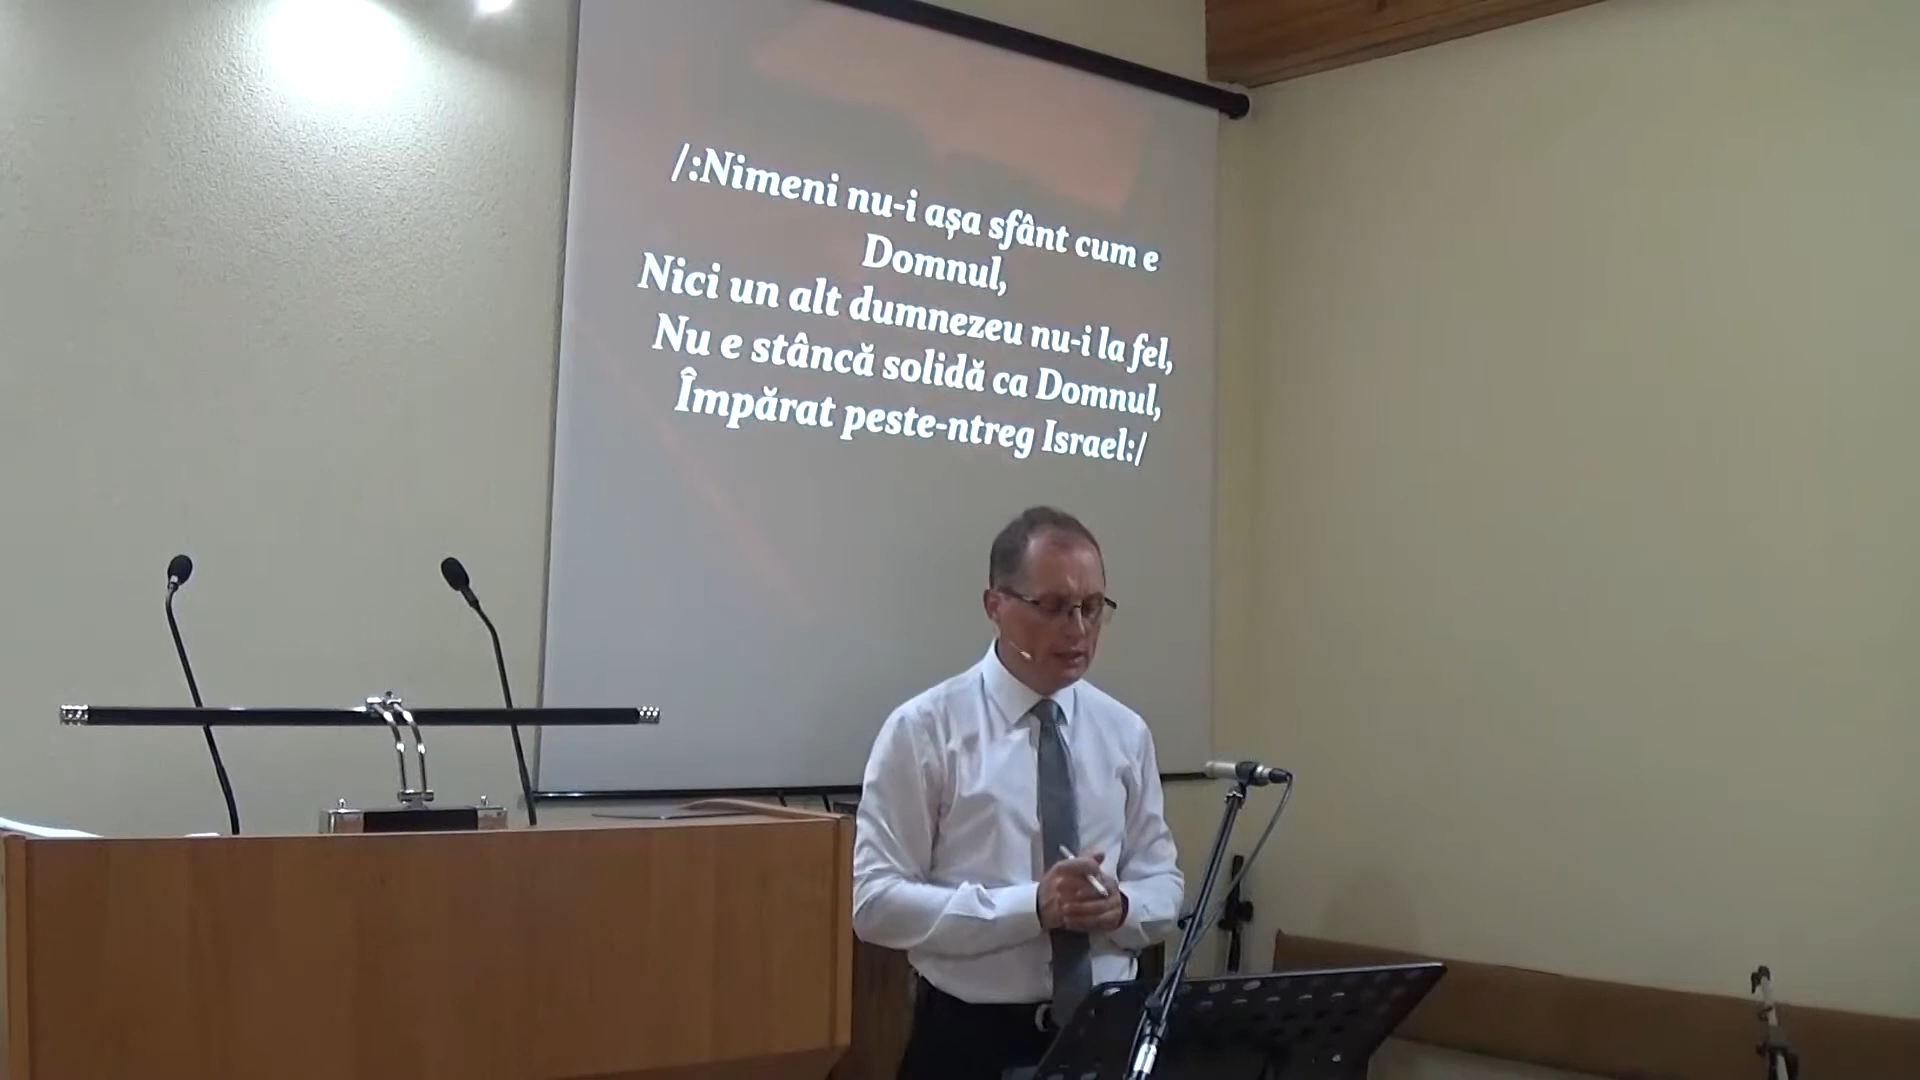 /:Nimeni nu-i așa sfânt cum e
Domnul,
Nici un alt dumnezeu nu-i la fel,
Nu e stâncă solidă ca Domnul,
Împărat peste-ntreg Israel:/